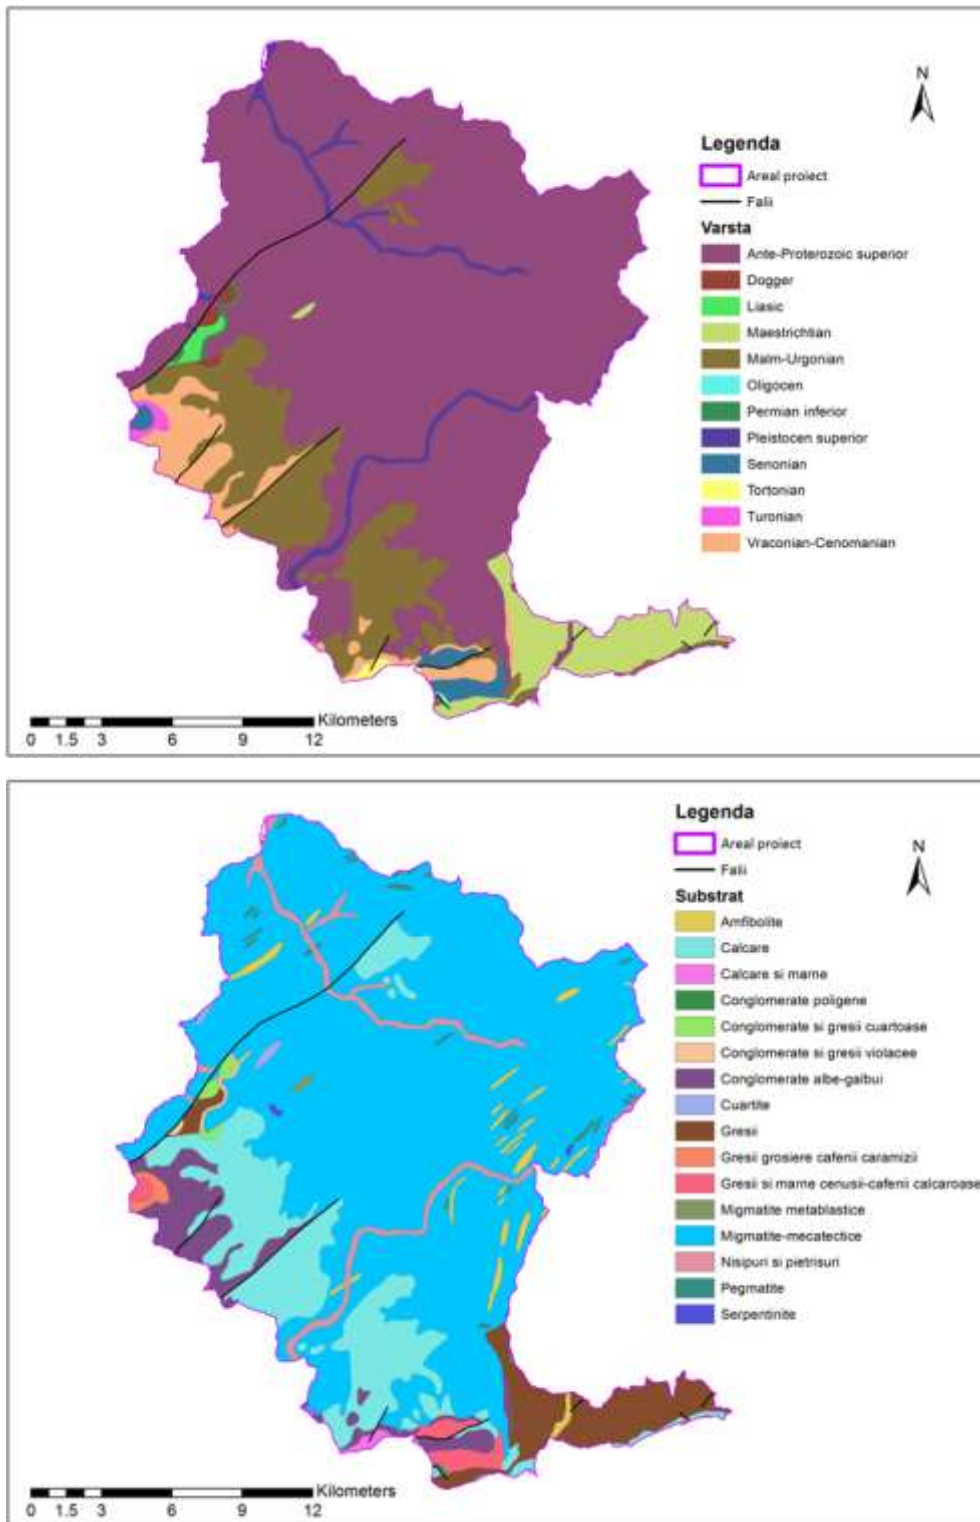 N
Legenda
Areal proiect
Falii
Varsta
Ante-Proterozoic superior
Dogger
Liasic
Maestrichtian
Malm-Urgonian
Oligocen
Permian inferior
Pleistocen superior
Senonian
Tortonian
Turonian
Vraconian-Cenomanian
Kilometers
0 1.5 3 6 9 12
Legenda
N
Areal proiect
Falii
Substrat
Amfibolite
Calcare
Calcare si marne
Conglomerate poligene
Conglomerate si gresii cuartoase
Conglomerate si gresii violacee
Conglomerate albe-galbui
Cuartite
Gresii
Gresii grosiere cafenii caramizii
Gresii si marne cenusii-cafenii calcaroase
Migmatite metablastice
Migmatite-mecatectice
Nisipuri si pietrisuri
Pegmatite
Serpentinite
Kilometers
0 1.5 3 6 9 12